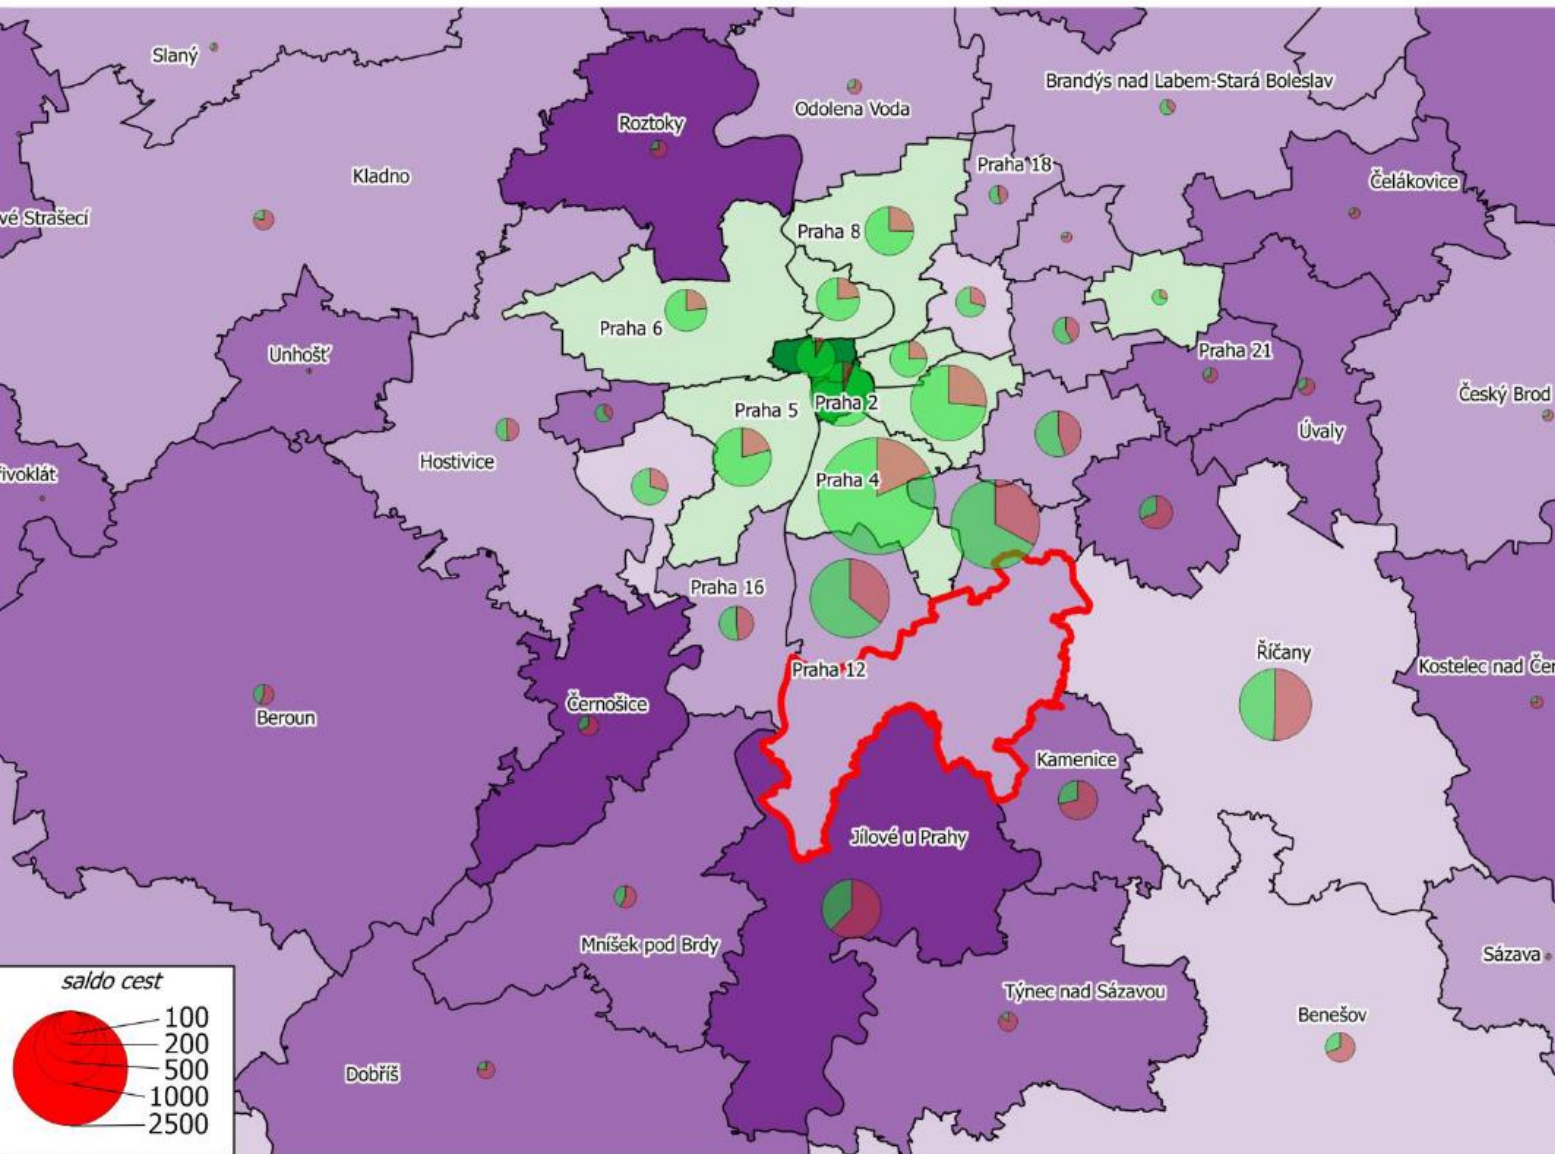 Slaný
Brandýs nad Labem-Stará Boleslav
Odolena Voda
Roztoky
Praha 18
Kladno
Čelákovice
vé Strašecí
Praha 8
Praha 6
Unhošť
Praha 21
Český Brod
Praha 5
Praha 2
Úvaly
Hostivice
ivoklát
Praha 4
Praha 16
Říčany
Praha 12
Kostelec nad Čer
Černošice
Beroun
Kamenice
Jílové u Prahy
Mníšek pod Brdy
Sázava
Týnec nad Sázavou
Benešov
Dobříš
saldo cest
100
200
500
1000
2500